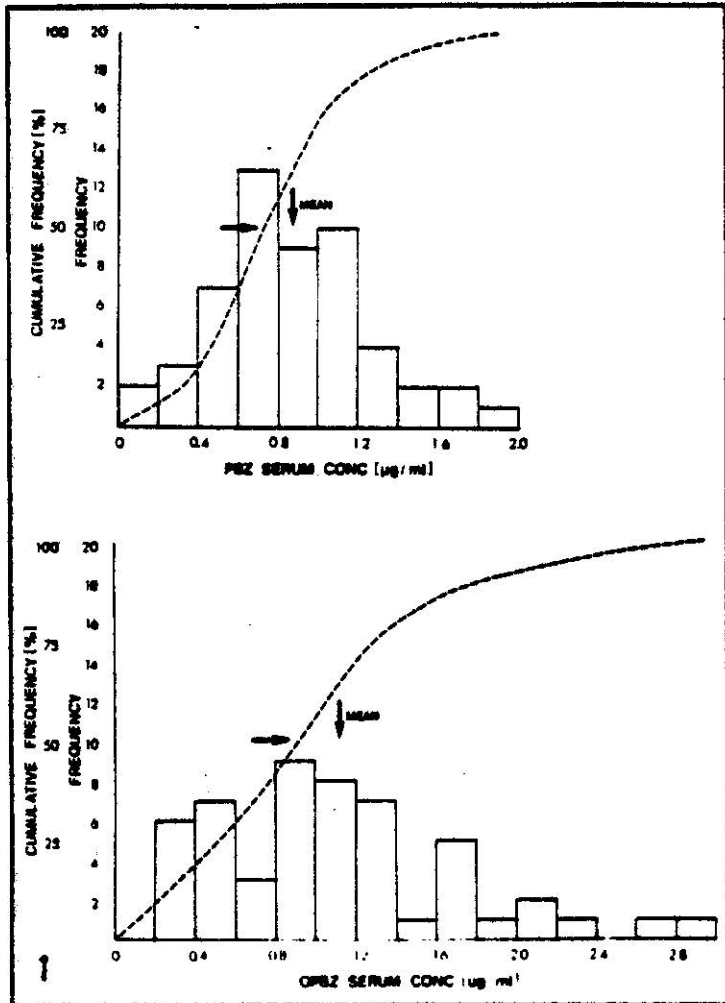 CUMULATIVE FREQUENCY [%]
FREQUENCY
100
75
50
25
20
18
16
14
12
10
8
6
4
2
MEAN
0 0.4 0.8 1.2 1.6 2.0
PBZ SERUM CONC [µg/ml]
CUMULATIVE FREQUENCY [%]
FREQUENCY
100
75
50
25
20
18
16
14
12
10
8
6
4
2
MEAN
0 0.4 0.8 1.2 1.6 2.0 2.4 2.8
OPBZ SERUM CONC (ug ml)